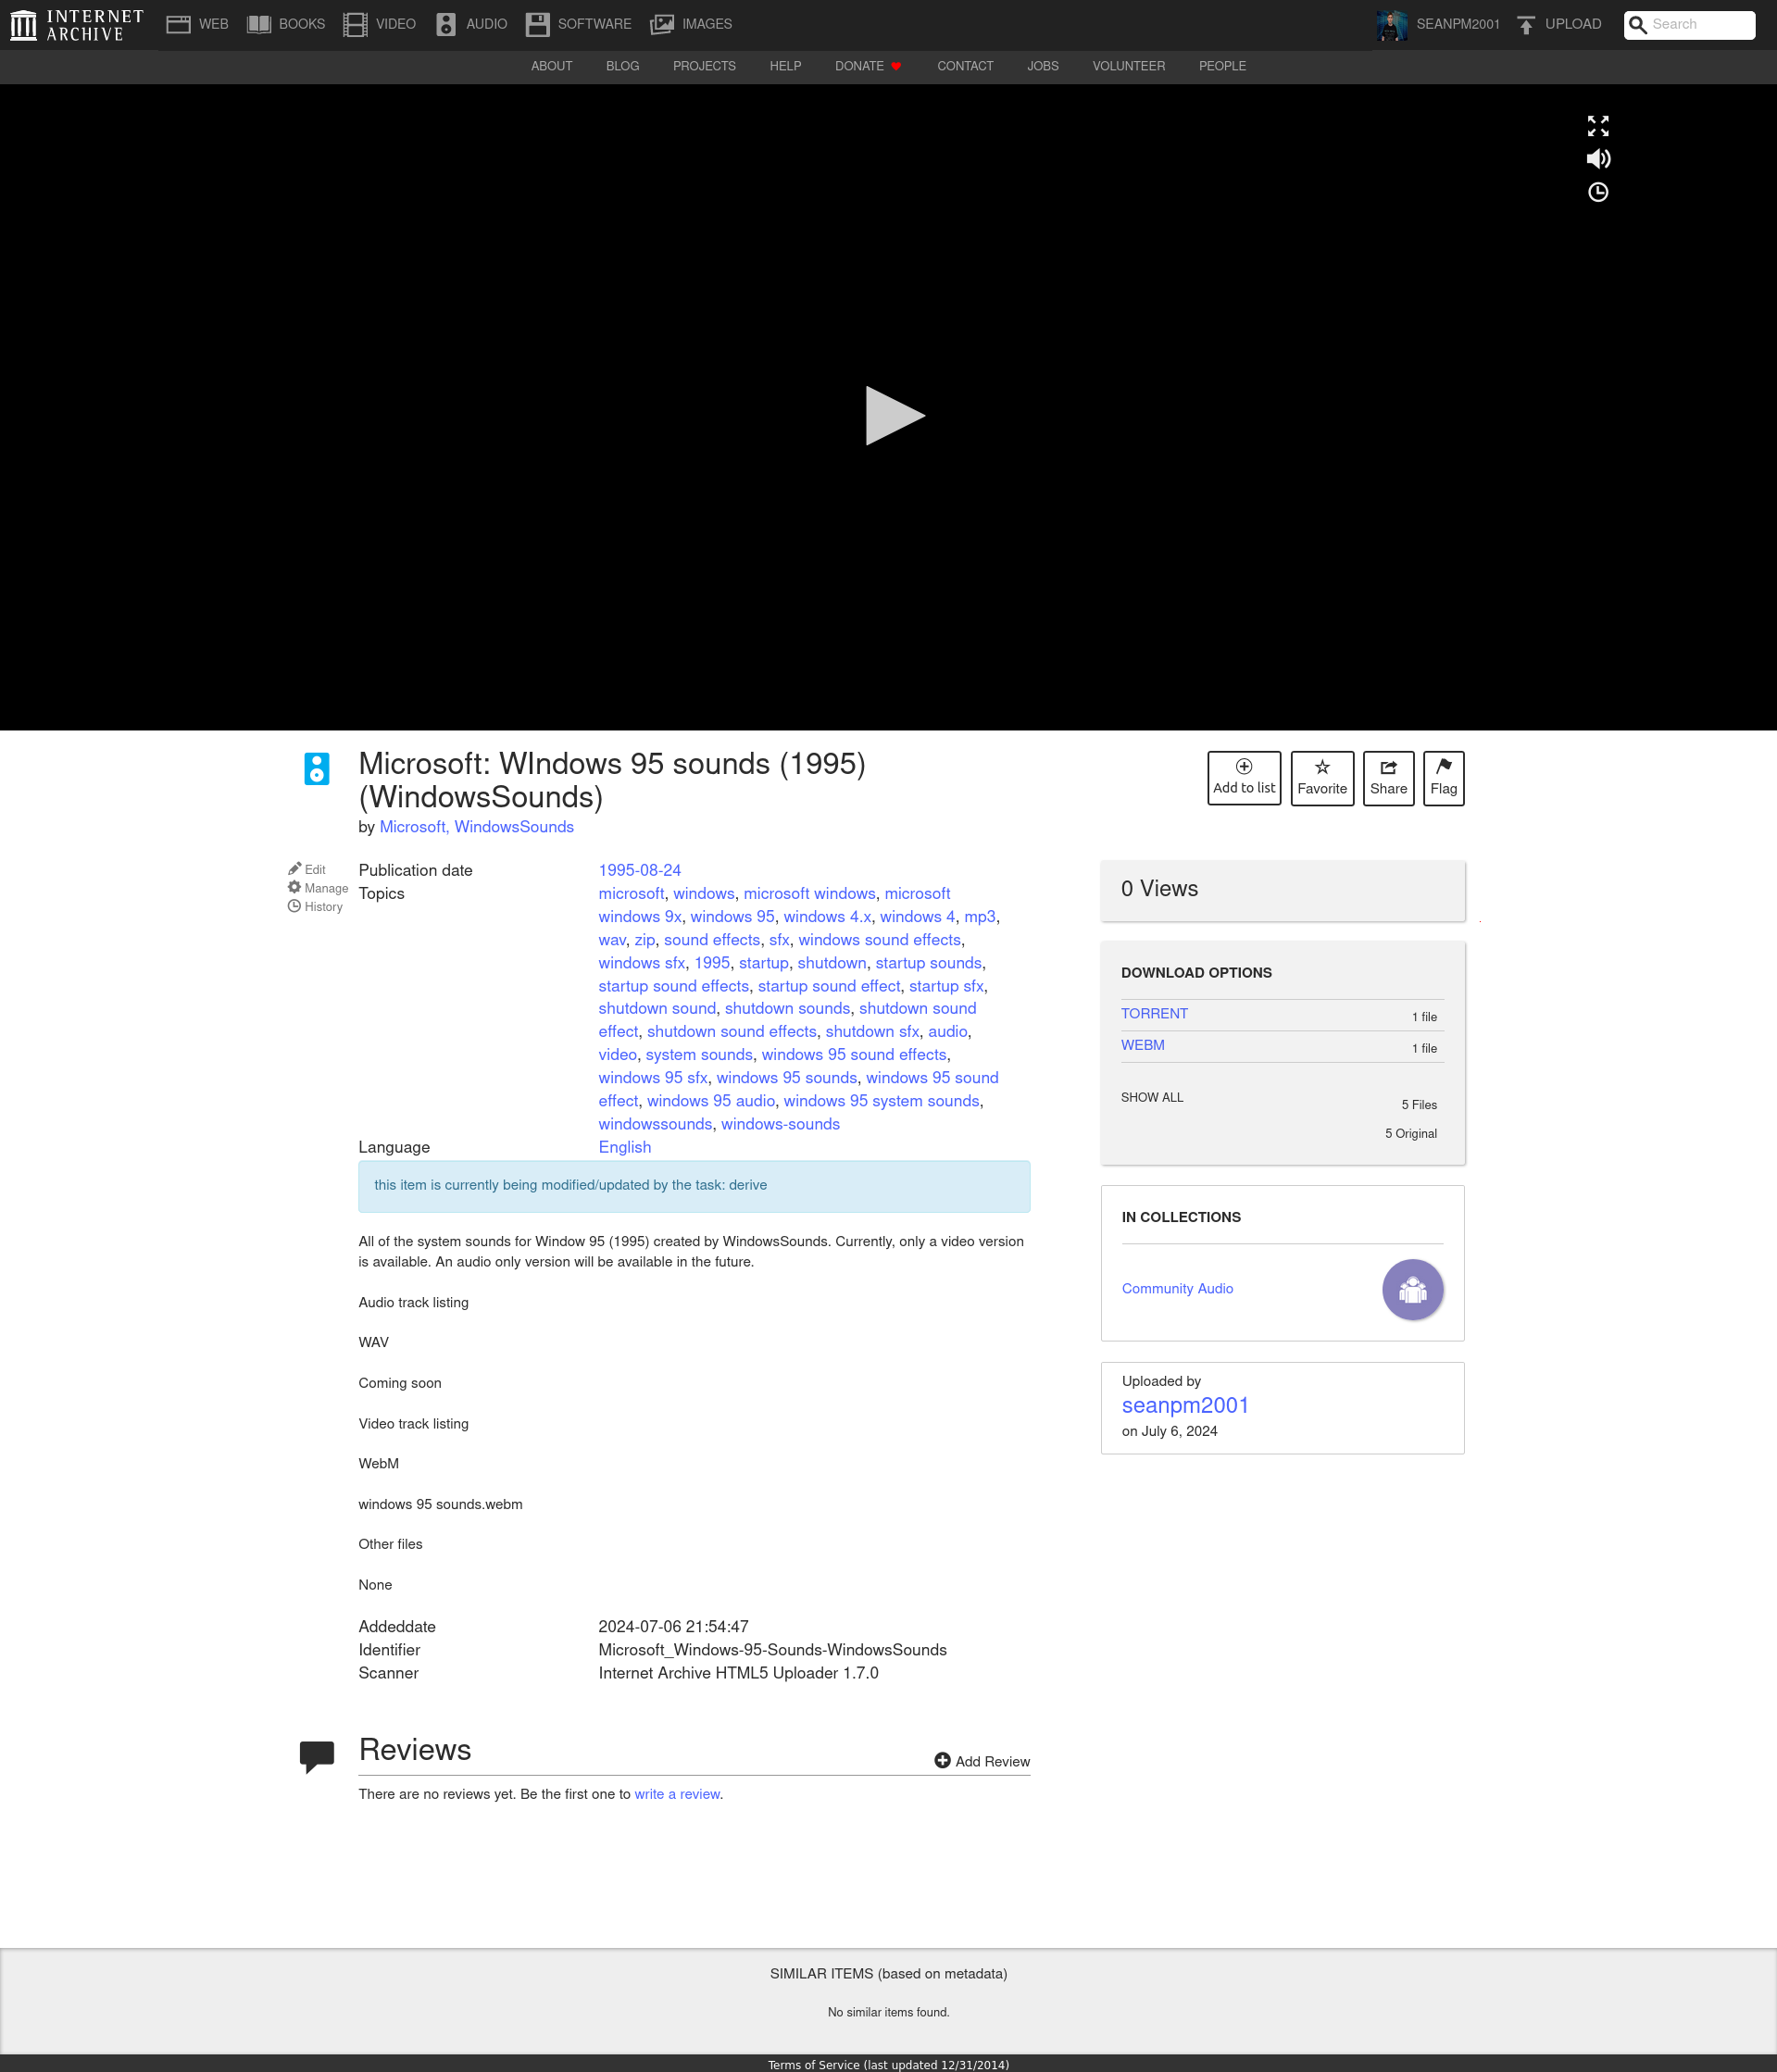 INTERNET
ARCHIVE
WEB BOOKS VIDEO AUDIO SOFTWARE IMAGES SEANPM2001 UPLOAD Search
ABOUT BLOG PROJECTS HELP DONATE CONTACT JOBS VOLUNTEER PEOPLE
Microsoft: WIndows 95 sounds (1995)
(WindowsSounds)
by Microsoft, WindowsSounds
Add to list Favorite Share Flag
Edit
Manage
History
Publication date 1995-08-24
Topics microsoft, windows, microsoft windows, microsoft
windows 9x, windows 95, windows 4.x, windows 4, mp3,
wav, zip, sound effects, sfx, windows sound effects,
windows sfx, 1995, startup, shutdown, startup sounds,
startup sound effects, startup sound effect, startup sfx,
shutdown sound, shutdown sounds, shutdown sound
effect, shutdown sound effects, shutdown sfx, audio,
video, system sounds, windows 95 sound effects,
windows 95 sfx, windows 95 sounds, windows 95 sound
effect, windows 95 audio, windows 95 system sounds,
windowssounds, windows-sounds
Language English
this item is currently being modified/updated by the task: derive
All of the system sounds for Window 95 (1995) created by WindowsSounds. Currently, only a video version
is available. An audio only version will be available in the future.
Audio track listing
WAV
Coming soon
Video track listing
WebM
windows 95 sounds.webm
Other files
None
Addeddate 2024-07-06 21:54:47
Identifier Microsoft_Windows-95-Sounds-WindowsSounds
Scanner Internet Archive HTML5 Uploader 1.7.0
Reviews
Add Review
There are no reviews yet. Be the first one to write a review.
0 Views
DOWNLOAD OPTIONS
TORRENT 1 file
WEBM 1 file
SHOW ALL 5 Files
5 Original
IN COLLECTIONS
Community Audio
Uploaded by
seanpm2001
on July 6, 2024
SIMILAR ITEMS (based on metadata)
No similar items found.
Terms of Service (last updated 12/31/2014)